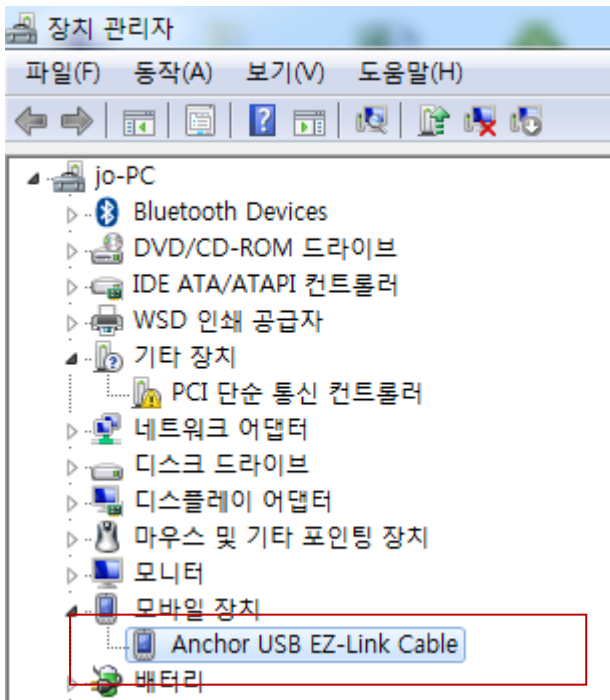 장치 관리자
파일(F) 동작(A) 보기(V) 도움말(H)
jo-PC
Bluetooth Devices
DVD/CD-ROM 드라이브
IDE ATA/ATAPI 컨트롤러
WSD 인쇄 공급자
기타 장치
PCI 단순 통신 컨트롤러
네트워크 어댑터
디스크 드라이브
디스플레이 어댑터
마우스 및 기타 포인팅 장치
모니터
모바일 장치
Anchor USB EZ-Link Cable
배터리